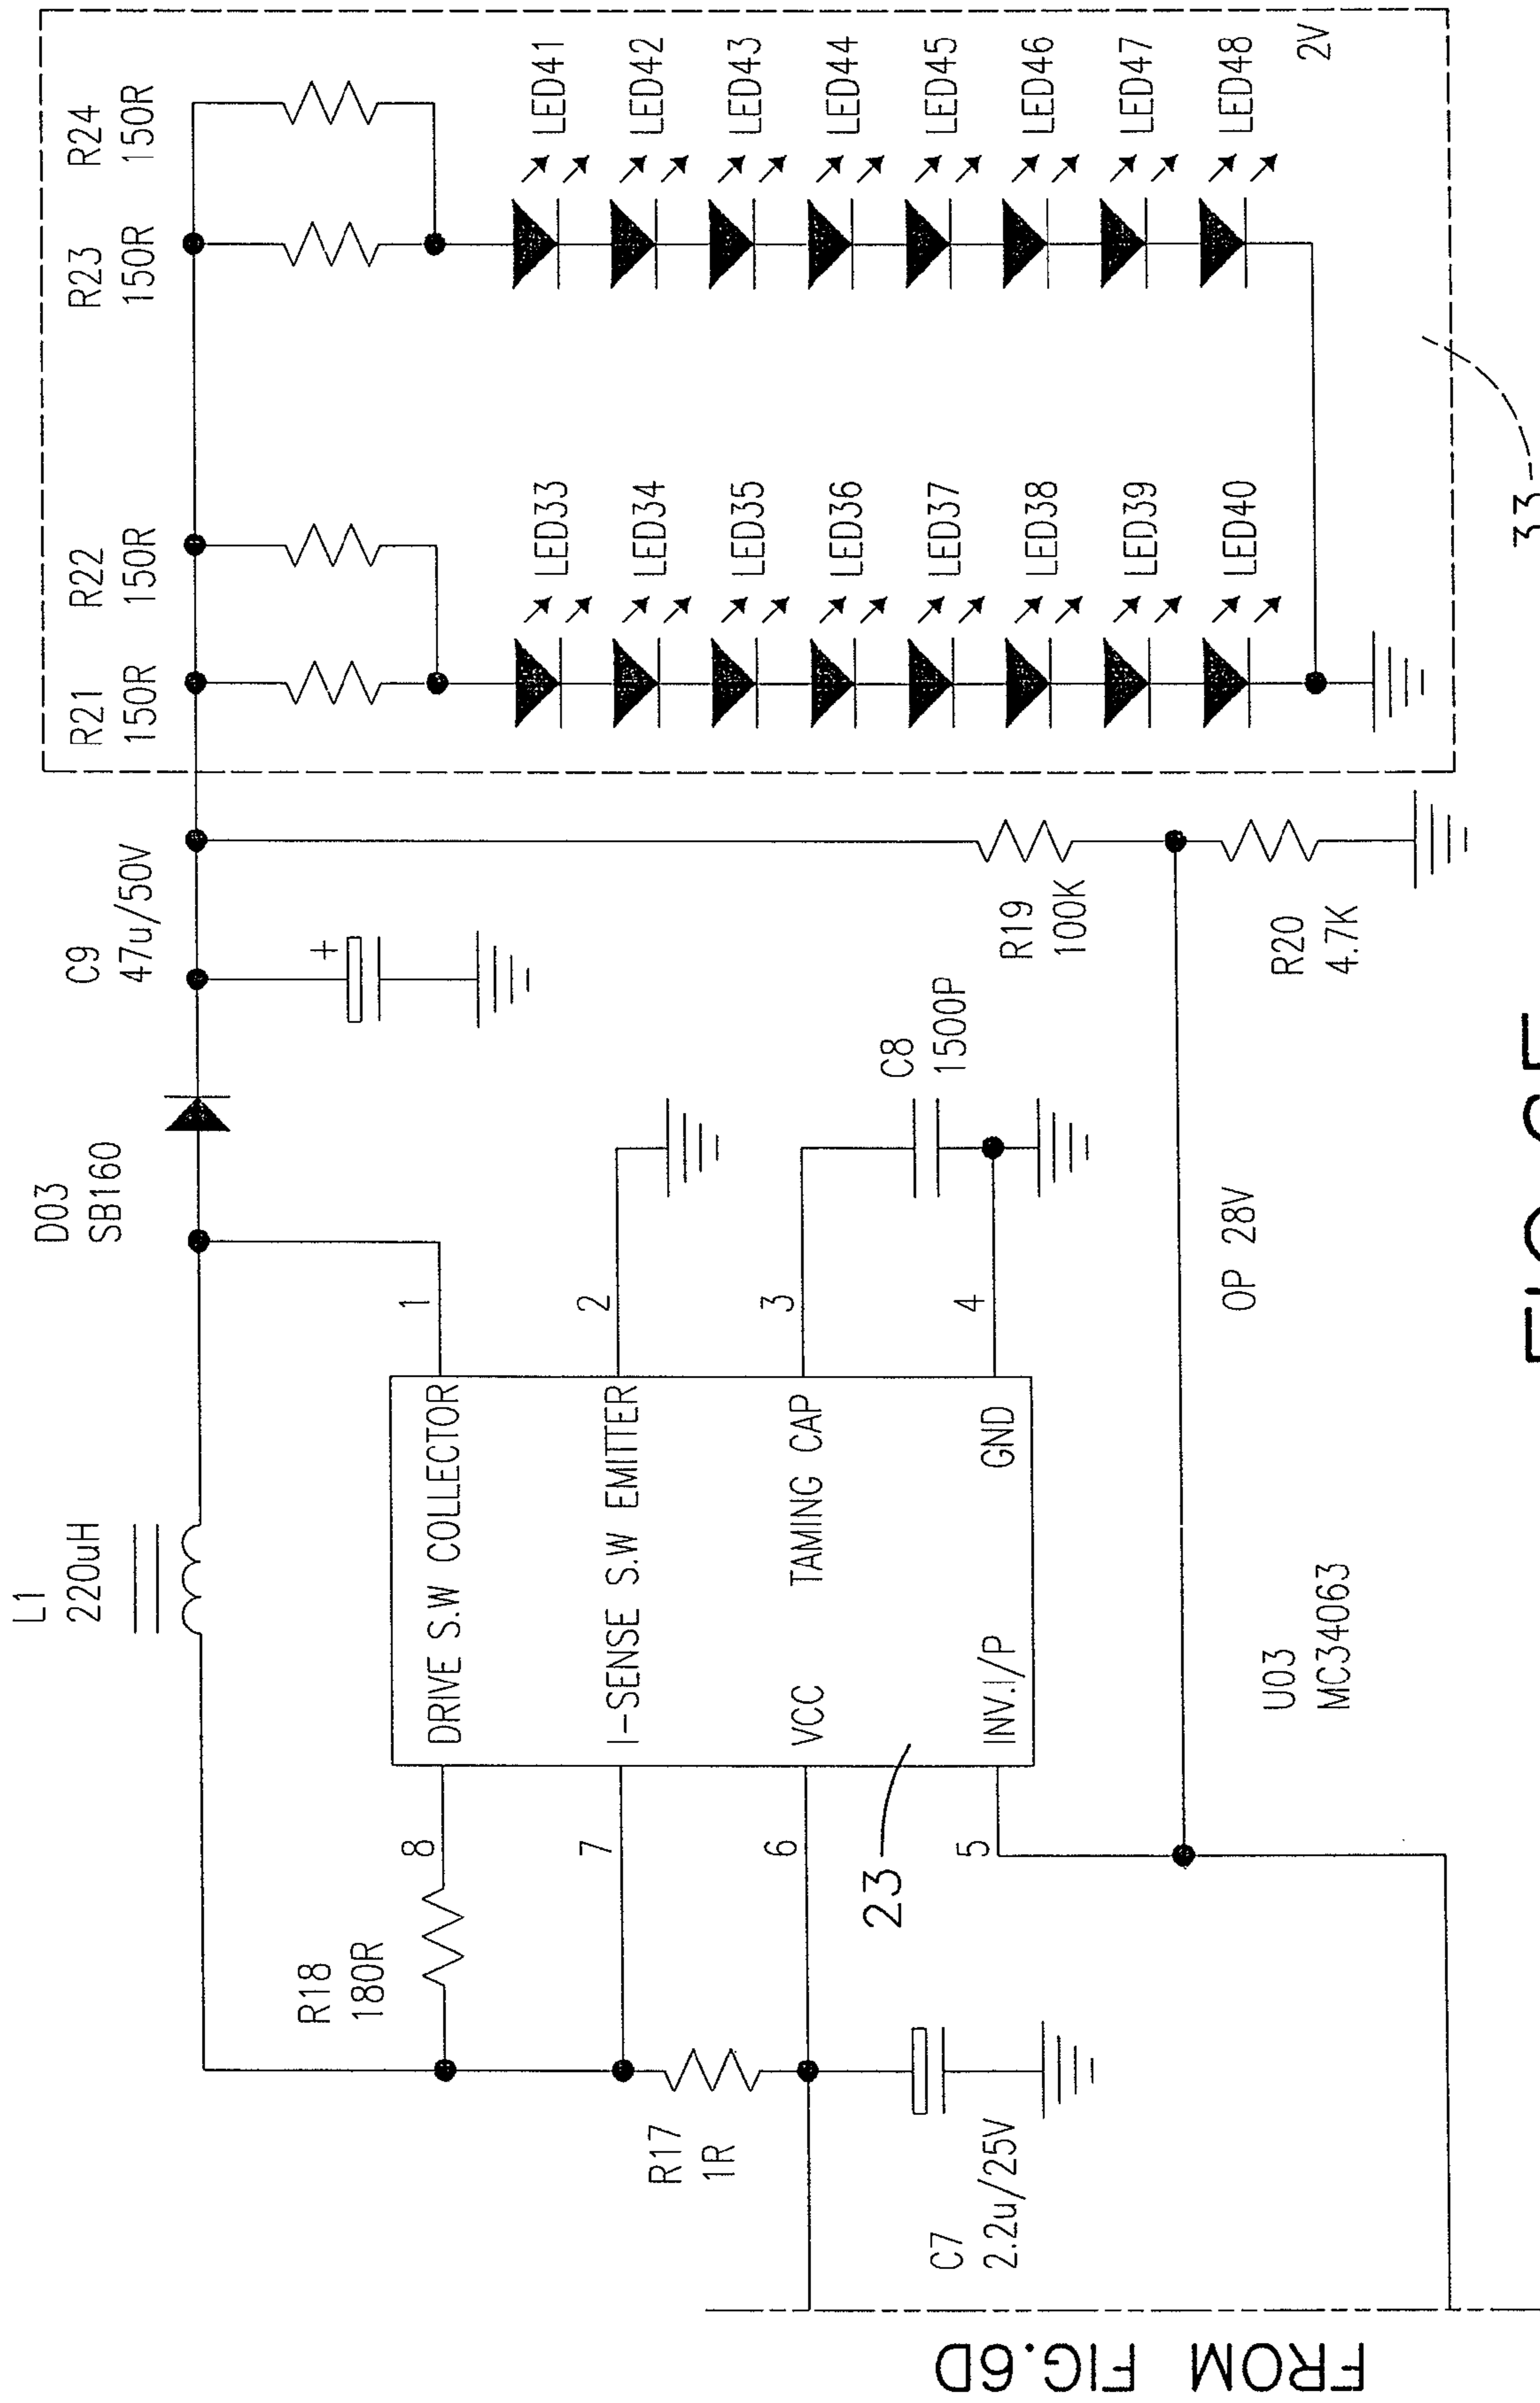 L1
220uH
D03
SB160
C9
47u/50V
R21
150R
R22
150R
R23
150R
R24
150R
R18
180R
8
7
6
5
DRIVE S.W COLLECTOR
I-SENSE S.W EMITTER
VCC
TAMING CAP
INV.I/P
GND
1
2
3
4
23
R17
1R
C7
2.2u/25V
U03
MC34063
C8
1500P
OP 28V
R19
100K
R20
4.7K
LED33
LED34
LED35
LED36
LED37
LED38
LED39
LED40
LED41
LED42
LED43
LED44
LED45
LED46
LED47
LED48
2V
33
FROM FIG.6D